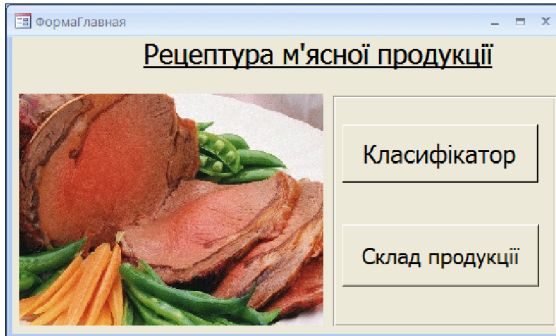 ФормаГлавная
Рецептура м'ясної продукції
Класифікатор
Склад продукції